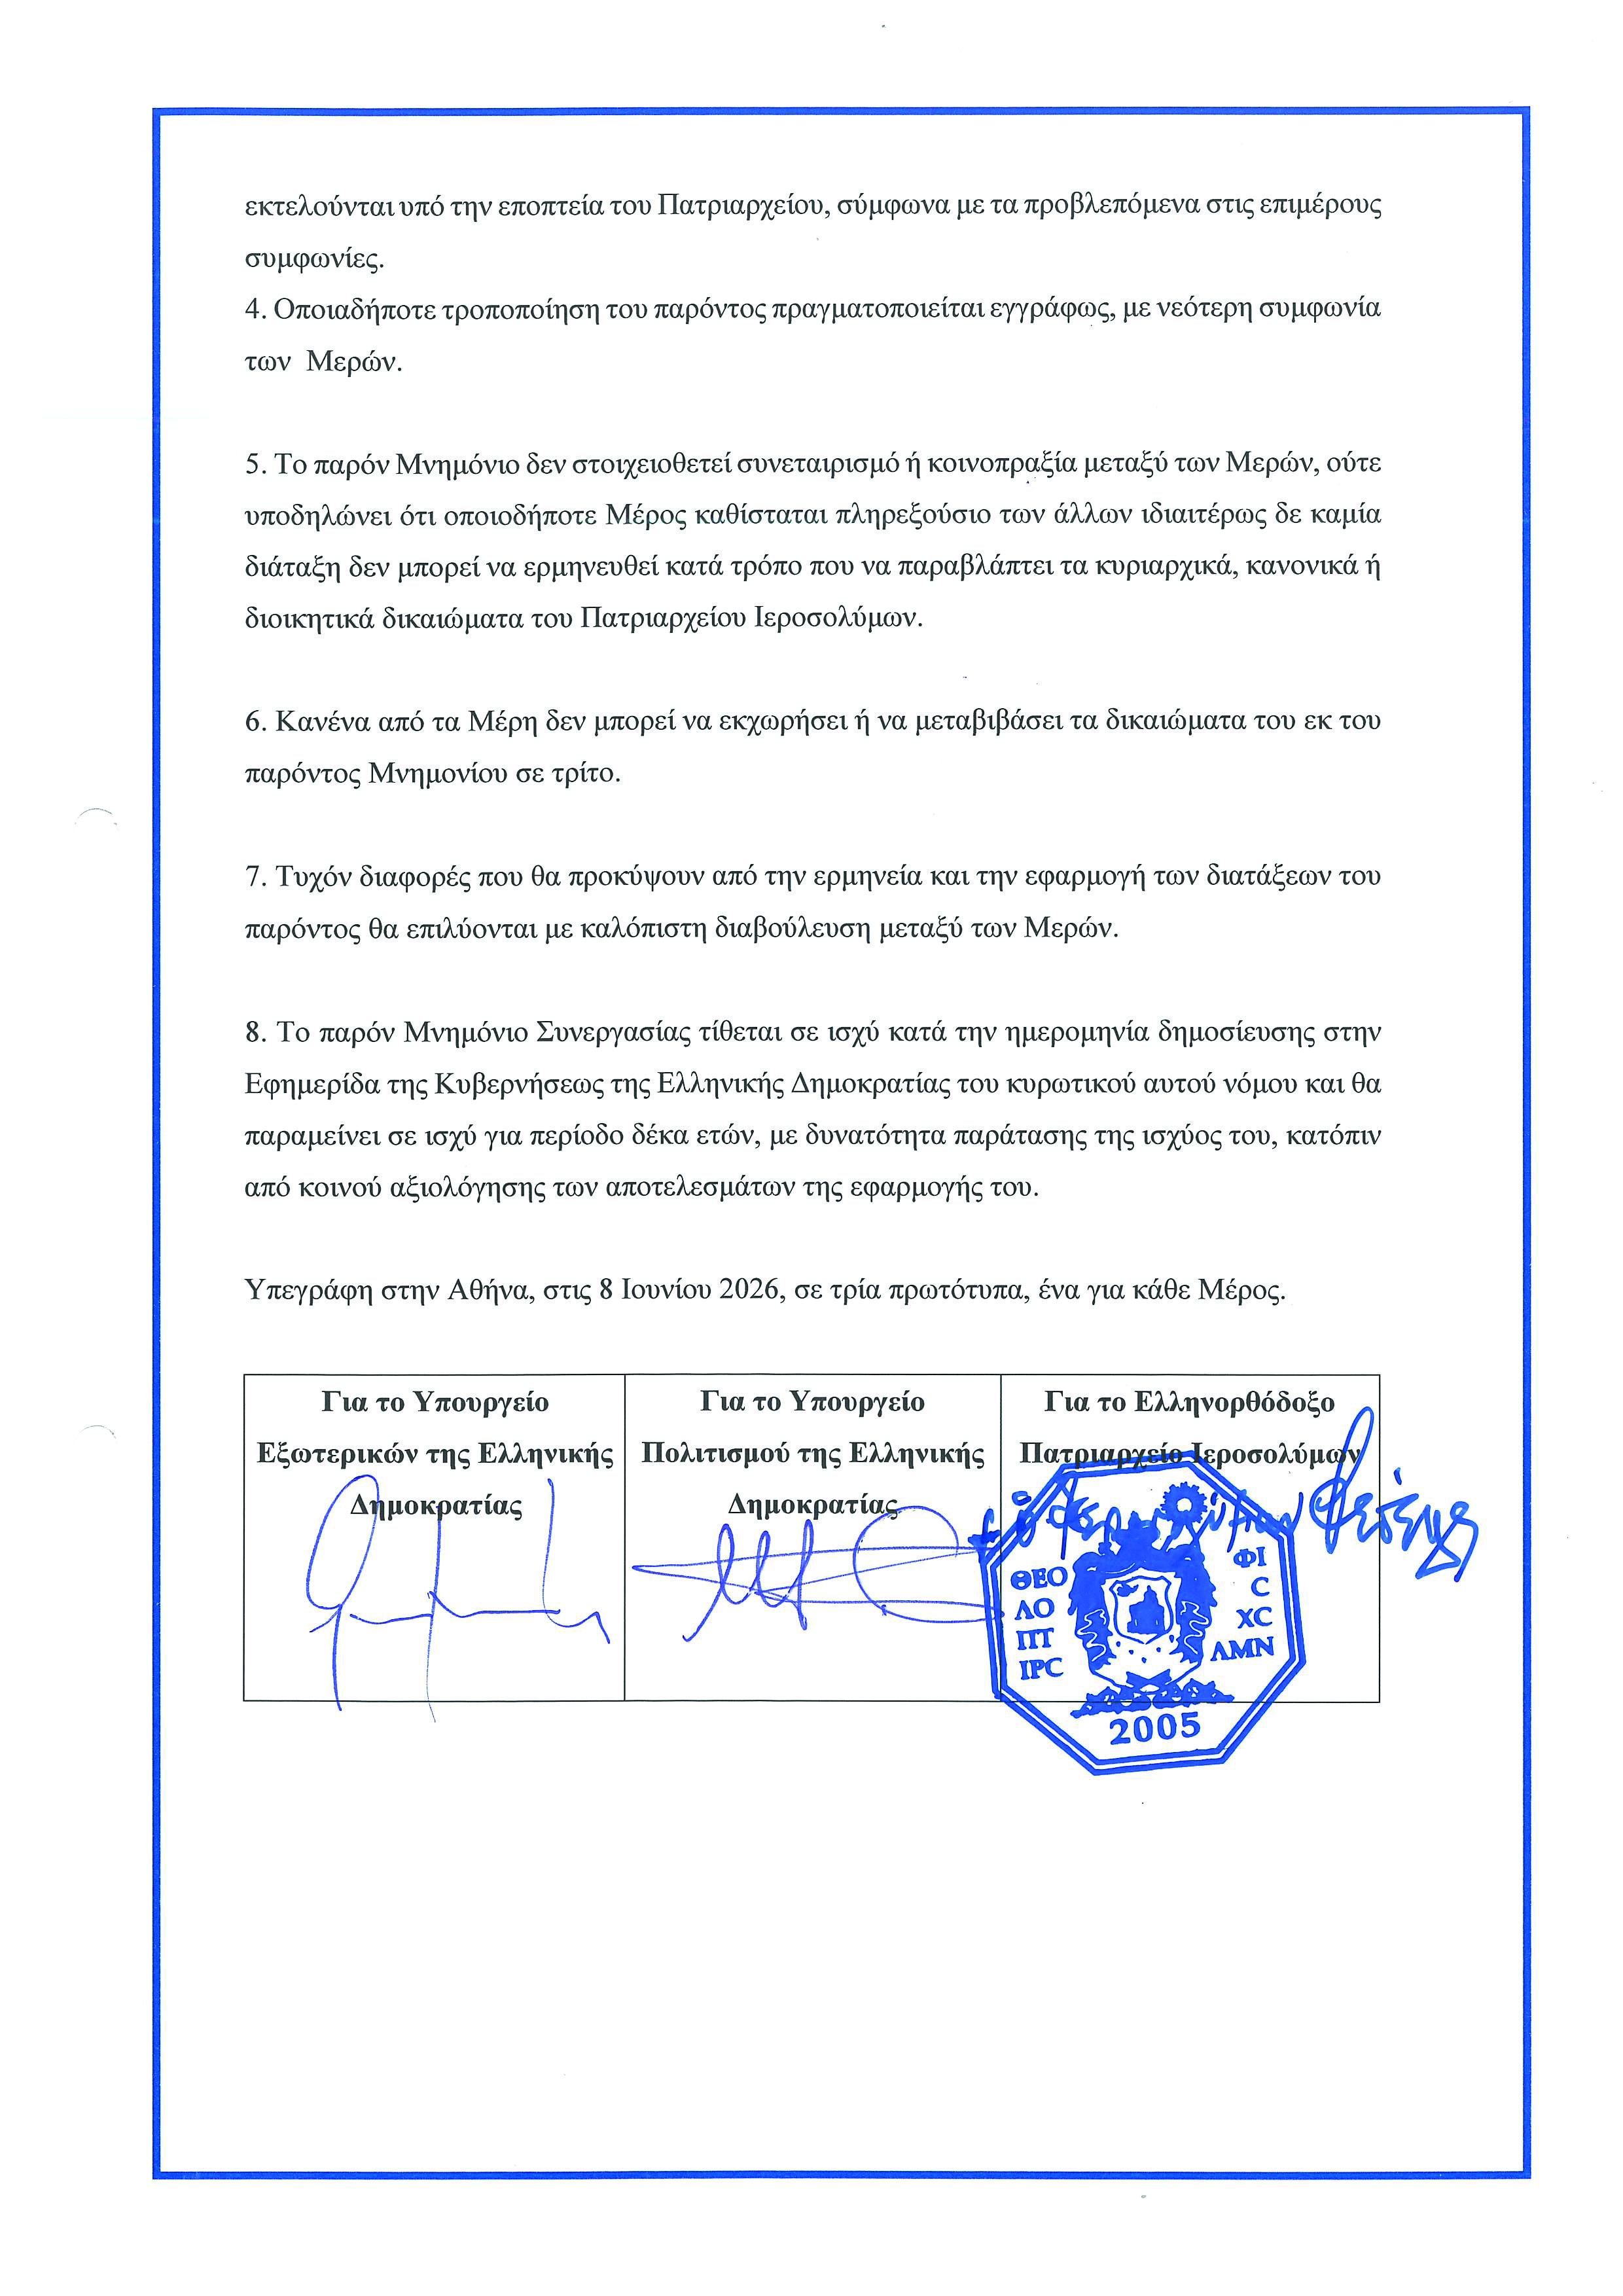 εκτελούνται υπό την εποπτεία του Πατριαρχείου, σύμφωνα με τα προβλεπόμενα στις επιμέρους
συμφωνίες.
4. Οποιαδήποτε τροποποίηση του παρόντος πραγματοποιείται εγγράφως, με νεότερη συμφωνία
των Μερών.
5. Το παρόν Μνημόνιο δεν στοιχειοθετεί συνεταιρισμό ή κοινοπραξία μεταξύ των Μερών, ούτε
υποδηλώνει ότι οποιοδήποτε Μέρος καθίσταται πληρεξούσιο των άλλων ιδιαιτέρως δε καμία
διάταξη δεν μπορεί να ερμηνευθεί κατά τρόπο που να παραβλάπτει τα κυριαρχικά, κανονικά ή
διοικητικά δικαιώματα του Πατριαρχείου Ιεροσολύμων.
6. Κανένα από τα Μέρη δεν μπορεί να εκχωρήσει ή να μεταβιβάσει τα δικαιώματα του εκ του
παρόντος Μνημονίου σε τρίτο.
7. Τυχόν διαφορές που θα προκύψουν από την ερμηνεία και την εφαρμογή των διατάξεων του
παρόντος θα επιλύονται με καλόπιστη διαβούλευση μεταξύ των Μερών.
8. Το παρόν Μνημόνιο Συνεργασίας τίθεται σε ισχύ κατά την ημερομηνία δημοσίευσης στην
Εφημερίδα της Κυβερνήσεως της Ελληνικής Δημοκρατίας του κυρωτικού αυτού νόμου και θα
παραμείνει σε ισχύ για περίοδο δέκα ετών, με δυνατότητα παράτασης της ισχύος του, κατόπιν
από κοινού αξιολόγησης των αποτελεσμάτων της εφαρμογής του.
Υπεγράφη στην Αθήνα, στις 8 Ιουνίου 2026, σε τρία πρωτότυπα, ένα για κάθε Μέρος.
Για το Υπουργείο
Εξωτερικών της Ελληνικής
Δημοκρατίας
Για το Υπουργείο
Πολιτισμού της Ελληνικής
Δημοκρατίας
Για το Ελληνορθόδοξο
Πατριαρχείο Ιεροσολύμων
ΘΕΟ
ΛΟ
ΠΤ
ΙΡC
ΦΙ
C
ΧC
ΛΜΝ
2005